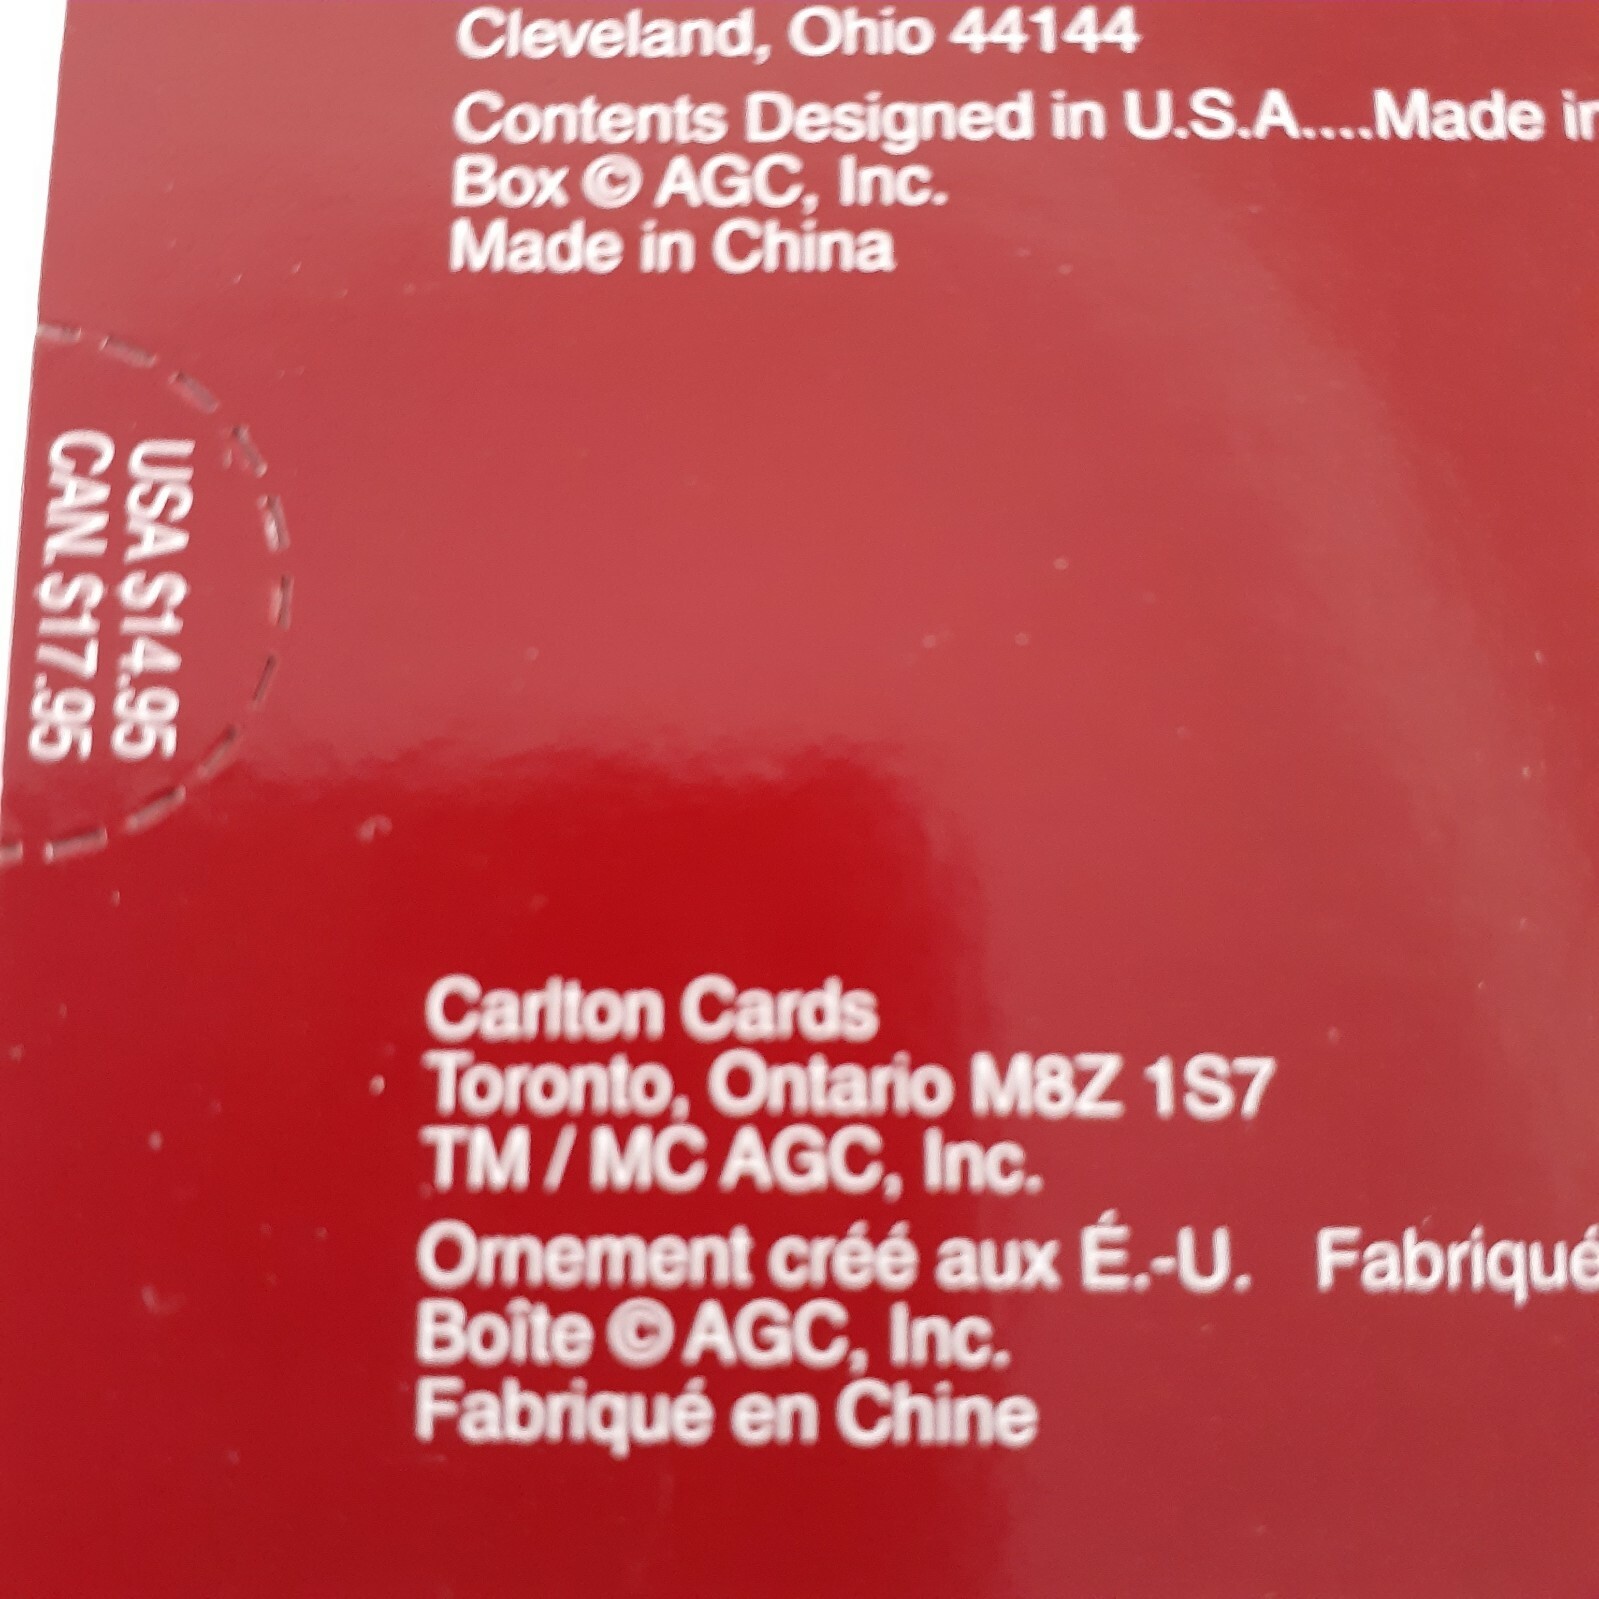 Cleveland, Ohio 44144
Contents Designed in U.S.A....Made in
Box © AGC, Inc.
Made in China
USA $14.95
CAN. $17.95
Carlton Cards
Toronto, Ontario M8Z 1S7
TM / MC AGC, Inc.
Ornement créé aux É.-U. Fabriqué
Boîte © AGC, Inc.
Fabriqué en Chine